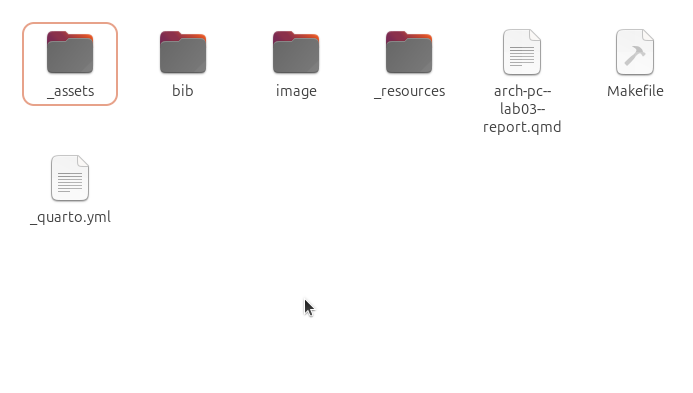 _assets
bib
image
_resources
arch-pc--
lab03--
report.qmd
Makefile
_quarto.yml